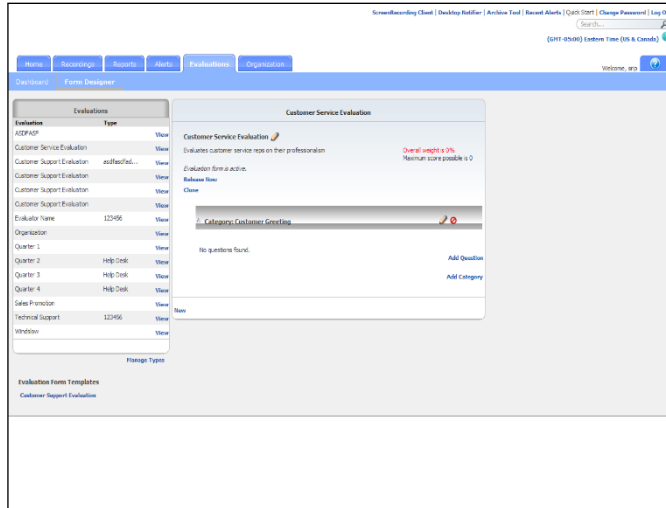 ScreenRecording Client | Desktop Notifier | Archive Tool | Recent Alerts | Quick Start | Change Password | Log O
Search...
(GMT-05:00) Eastern Time (US & Canada)
Home Recordings Reports Alerts Evaluations Organization
Welcome, srp
Dashboard Form Designer
Evaluations
Evaluation Type
ASDFASF View
Customer Service Evaluation View
Customer Support Evaluation asdfasdfad... View
Customer Support Evaluation View
Customer Support Evaluation View
Customer Support Evaluation View
Evaluator Name 123456 View
Organization View
Quarter 1 View
Quarter 2 Help Desk View
Quarter 3 Help Desk View
Quarter 4 Help Desk View
Sales Promotion View
Technical Support 123456 View
Windslow View
Manage Types
Evaluation Form Templates
Customer Support Evaluation
Customer Service Evaluation
Customer Service Evaluation
Evaluates customer service reps on their professionalism
Overall weight is 0%
Maximum score possible is 0
Evaluation form is active.
Release Now
Clone
Category: Customer Greeting
No questions found.
Add Question
Add Category
New